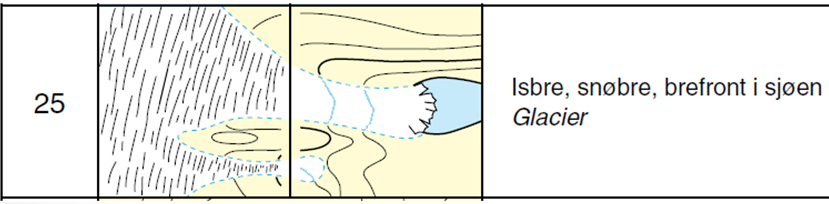 25
Isbre, snøbre, brefront i sjøen
Glacier